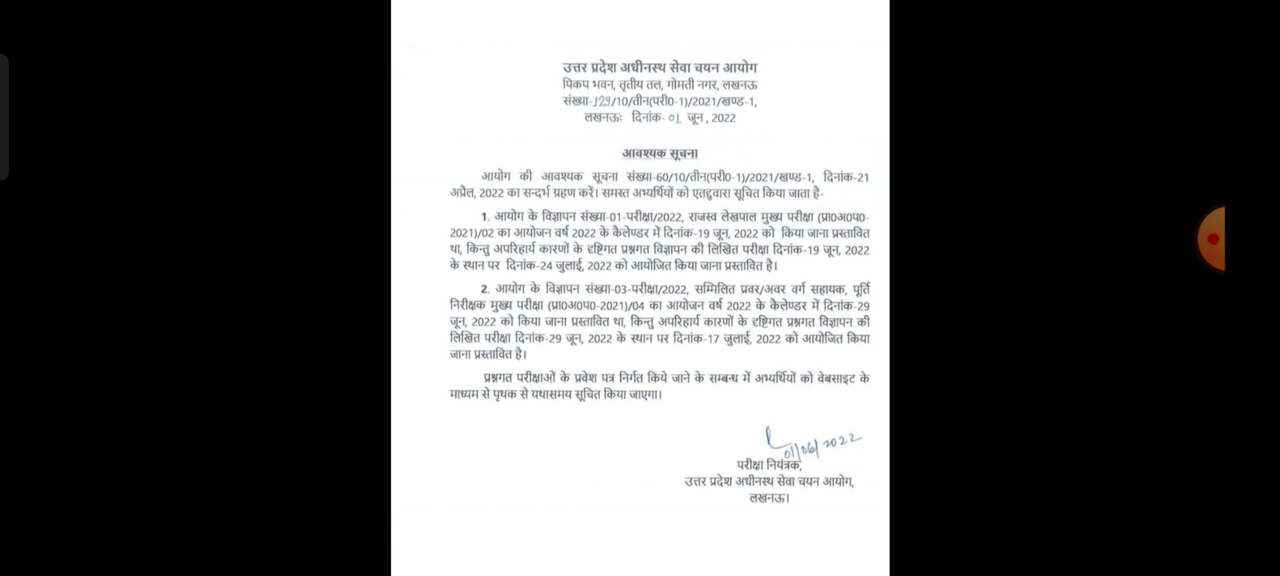 उत्तर प्रदेश अधीनस्थ सेवा चयन आयोग
पिकप भवन, तृतीय तल, गोमती नगर, लखनऊ
संख्या-129/10/तीन(परी0-1)/2021/खण्ड-1,
लखनऊः दिनांक-01 जून, 2022
आवश्यक सूचना
आयोग की आवश्यक सूचना संख्या-60/10/तीन(परी0-1)/2021/खण्ड-1, दिनांक-21
अप्रैल, 2022 का सन्दर्भ ग्रहण करें। समस्त अभ्यर्थियों को एतद्द्वारा सूचित किया जाता है-
1. आयोग के विज्ञापन संख्या-01-परीक्षा/2022, राजस्व लेखपाल मुख्य परीक्षा (प्रा0अ0प0-
2021)/02 का आयोजन वर्ष 2022 के कैलेण्डर में दिनांक-19 जून, 2022 को किया जाना प्रस्तावित
था, किन्तु अपरिहार्य कारणों के दृष्टिगत प्रश्नगत विज्ञापन की लिखित परीक्षा दिनांक-19 जून, 2022
के स्थान पर दिनांक-24 जुलाई, 2022 को आयोजित किया जाना प्रस्तावित है।
2. आयोग के विज्ञापन संख्या-03-परीक्षा/2022, सम्मिलित प्रवर/अवर वर्ग सहायक, पूर्ति
निरीक्षक मुख्य परीक्षा (प्रा0अ0प0-2021)/04 का आयोजन वर्ष 2022 के कैलेण्डर में दिनांक-29
जून, 2022 को किया जाना प्रस्तावित था, किन्तु अपरिहार्य कारणों के दृष्टिगत प्रश्नगत विज्ञापन की
लिखित परीक्षा दिनांक-29 जून, 2022 के स्थान पर दिनांक-17 जुलाई, 2022 को आयोजित किया
जाना प्रस्तावित है।
प्रश्नगत परीक्षाओं के प्रवेश पत्र निर्गत किये जाने के सम्बन्ध में अभ्यर्थियों को वेबसाइट के
माध्यम से पृथक से यथासमय सूचित किया जाएगा।
01/06/2022
परीक्षा नियंत्रक,
उत्तर प्रदेश अधीनस्थ सेवा चयन आयोग,
लखनऊ।